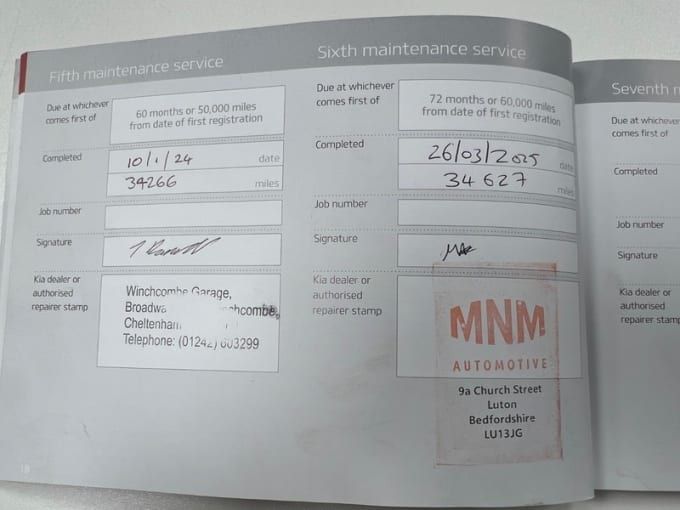 Fifth maintenance service
Due at whichever
comes first of
60 months or 50,000 miles
from date of first registration
Completed
10/1/24 date
34266 miles
Job number
Signature
Kia dealer or
authorised
repairer stamp
Winchcombe Garage,
Cheltenham
Telephone: (01242) 603299
18
Sixth maintenance service
Due at whichever
comes first of
72 months or 60,000 miles
from date of first registration
Completed
26/03/2025 date
34 627 miles
Job number
Signature
Kia dealer or
authorised
repairer stamp
MNM
AUTOMOTIVE
9a Church Street
Luton
Bedfordshire
LU13JG
Seventh
Due at whichever
comes first of
Completed
Job number
Signature
Kia dealer or
authorised
repairer stamp